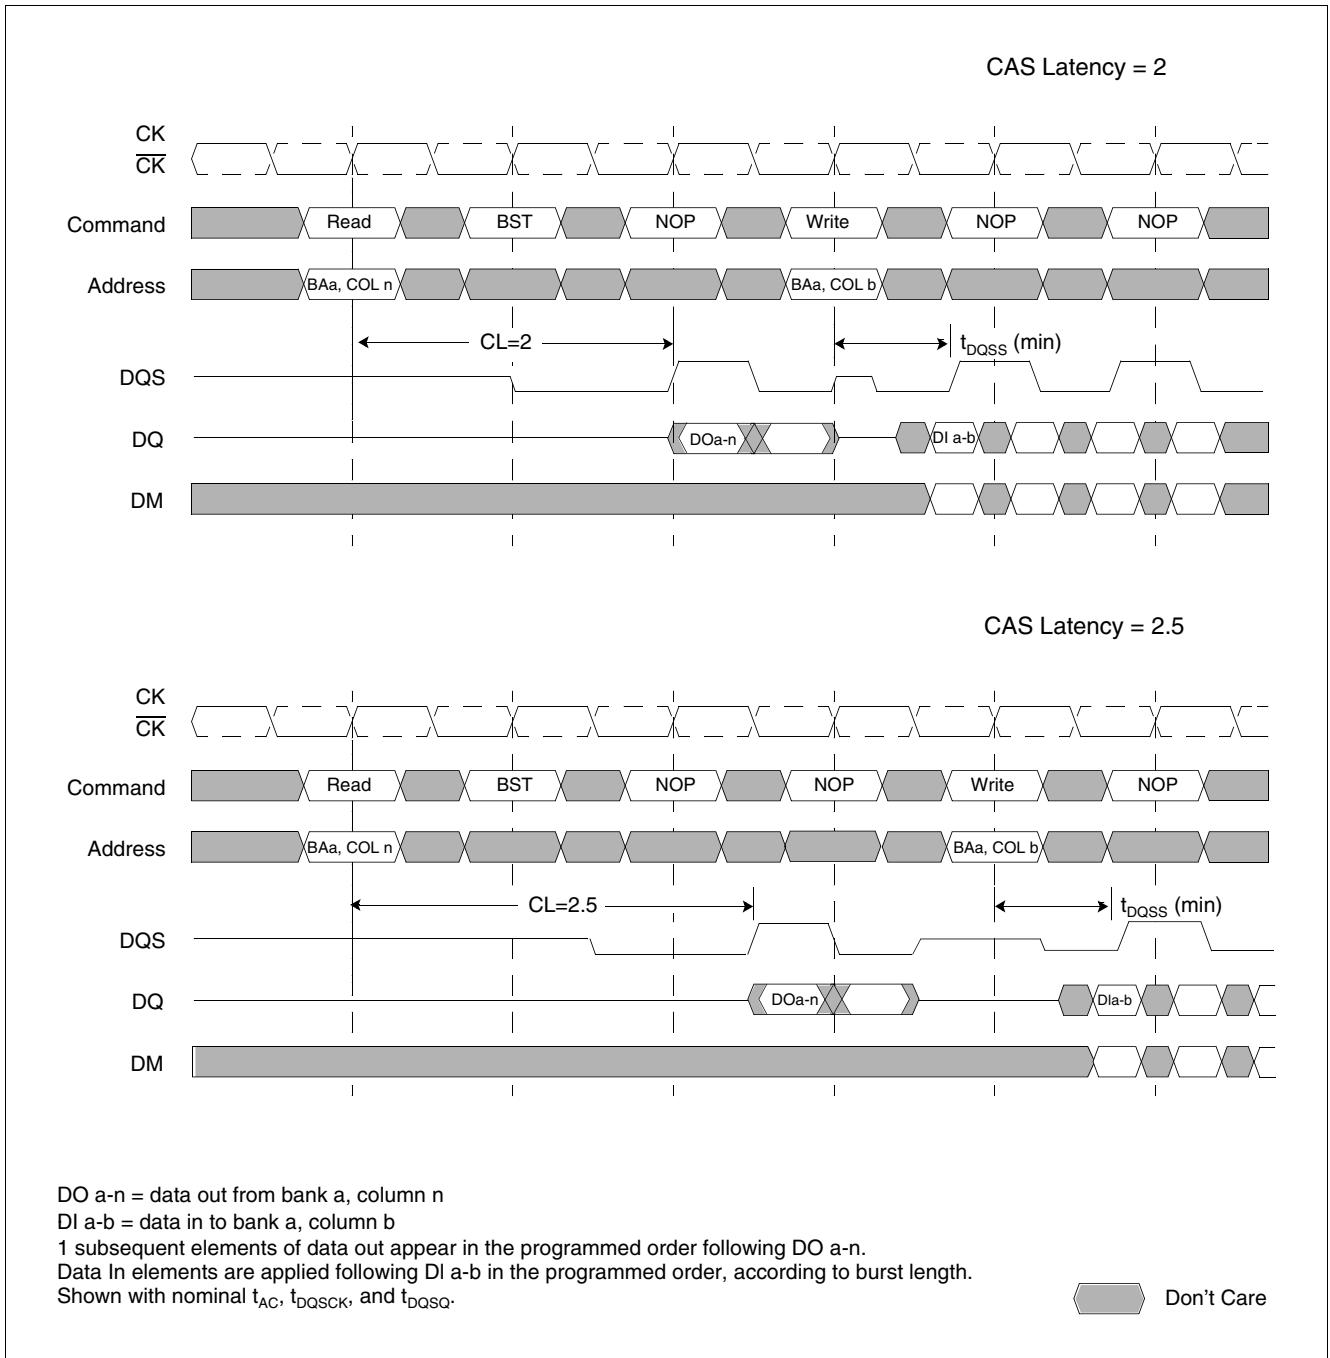 CAS Latency = 2
CK
CK
Command Read BST NOP Write NOP NOP
Address BAa, COL n BAa, COL b
CL=2 tDQSS (min)
DQS
DQ DOa-n DI a-b
DM
CAS Latency = 2.5
CK
CK
Command Read BST NOP NOP Write NOP
Address BAa, COL n BAa, COL b
CL=2.5 tDQSS (min)
DQS
DQ DOa-n DIa-b
DM
DO a-n = data out from bank a, column n
DI a-b = data in to bank a, column b
1 subsequent elements of data out appear in the programmed order following DO a-n.
Data In elements are applied following DI a-b in the programmed order, according to burst length.
Shown with nominal tAC, tDQSCK, and tDQSQ.
Don't Care